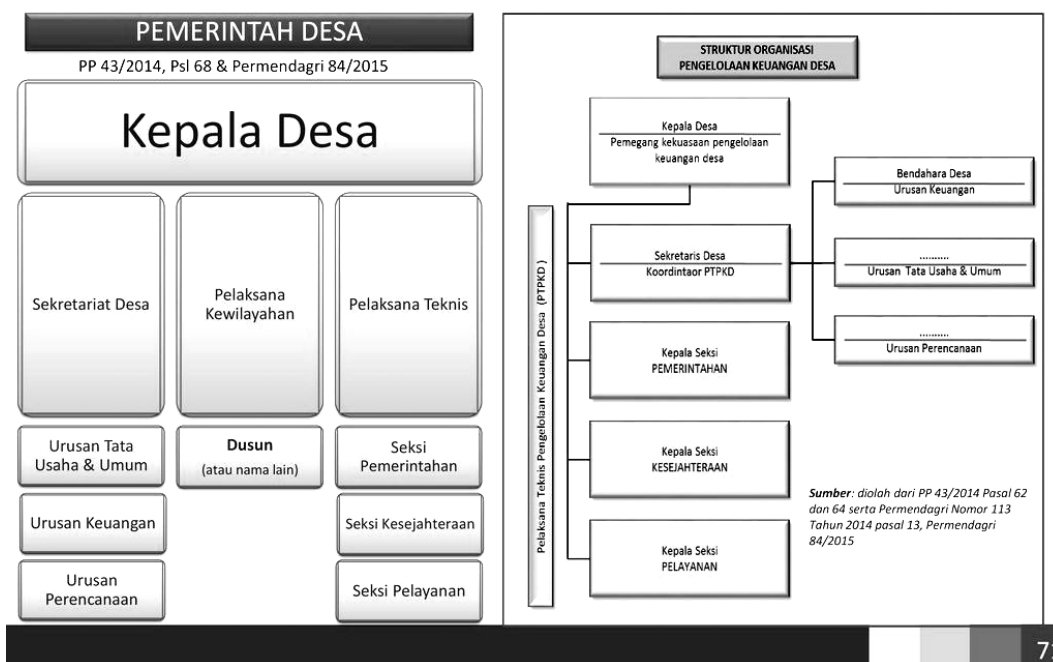 PEMERINTAH DESA
PP 43/2014, Psl 68 & Permendagri 84/2015
Kepala Desa
Sekretariat Desa
Pelaksana
Kewilayahan
Pelaksana Teknis
Urusan Tata
Usaha & Umum
Dusun
(atau nama lain)
Seksi
Pemerintahan
Urusan Keuangan
Seksi Kesejahteraan
Urusan
Perencanaan
Seksi Pelayanan
STRUKTUR ORGANISASI
PENGELOLAAN KEUANGAN DESA
Kepala Desa
Pemegang kekuasaan pengelolaan
keuangan desa
Bendahara Desa
Urusan Keuangan
Sekretaris Desa
Koordintaor PTPKD
..........
Urusan Tata Usaha & Umum
..........
Urusan Perencanaan
Pelaksana Teknis Pengelolaan Keuangan Desa (PTPKD )
Kepala Seksi
PEMERINTAHAN
Kepala Seksi
KESEJAHTERAAN
Kepala Seksi
PELAYANAN
Sumber: diolah dari PP 43/2014 Pasal 62
dan 64 serta Permendagri Nomor 113
Tahun 2014 pasal 13, Permendagri
84/2015